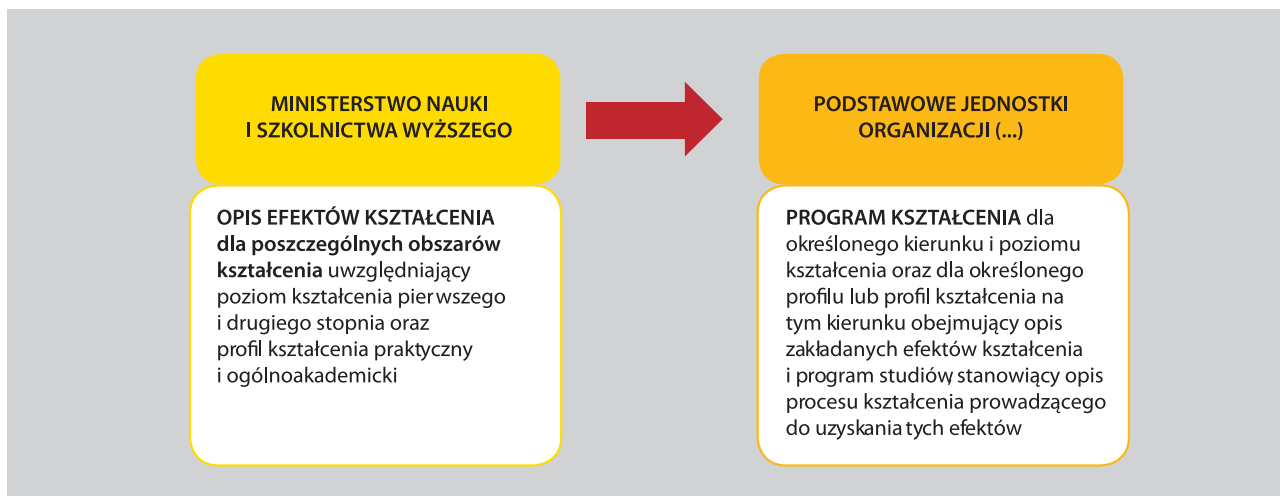 MINISTERSTWO NAUKI
I SZKOLNICTWA WYŻSZEGO
OPIS EFEKTÓW KSZTAŁCENIA
dla poszczególnych obszarów
kształcenia uwzględniający
poziom kształcenia pierwszego
i drugiego stopnia oraz
profil kształcenia praktyczny
i ogólnoakademicki
PODSTAWOWE JEDNOSTKI
ORGANIZACJI (...)
PROGRAM KSZTAŁCENIA dla
określonego kierunku i poziomu
kształcenia oraz dla określonego
profilu lub profil kształcenia na
tym kierunku obejmujący opis
zakładanych efektów kształcenia
i program studiów, stanowiący opis
procesu kształcenia prowadzącego
do uzyskania tych efektów